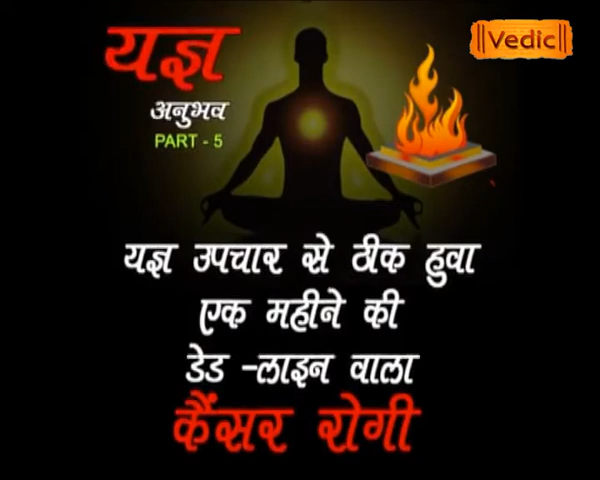 यज्ञ
॥Vedic॥
अनुभव
PART - 5
यज्ञ उपचार से ठीक हुवा
एक महीने की
डेड -लाइन वाला
कैंसर रोगी